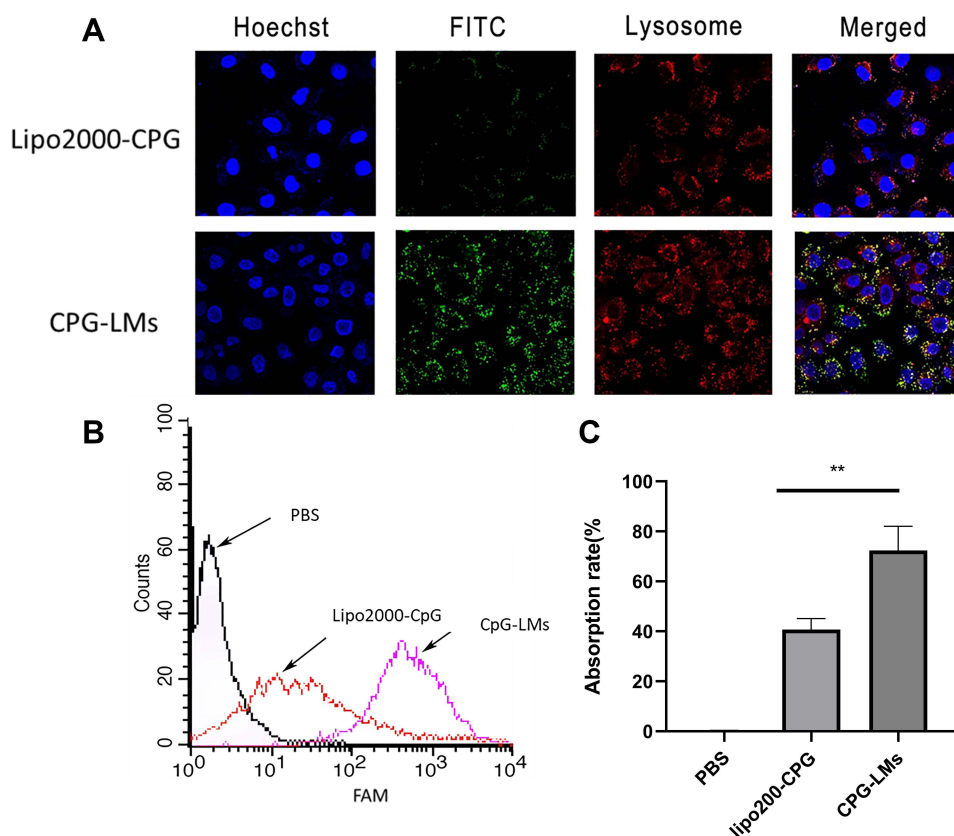 A
Hoechst
FITC
Lysosome
Merged
Lipo2000-CPG
CPG-LMs
B
100
80
60
40
20
0
Counts
PBS
Lipo2000-CpG
CpG-LMs
10^0
10^1
10^2
10^3
10^4
FAM
C
**
100
80
60
40
20
0
Absorption rate(%
PBS
lipo200-CPG
CPG-LMs